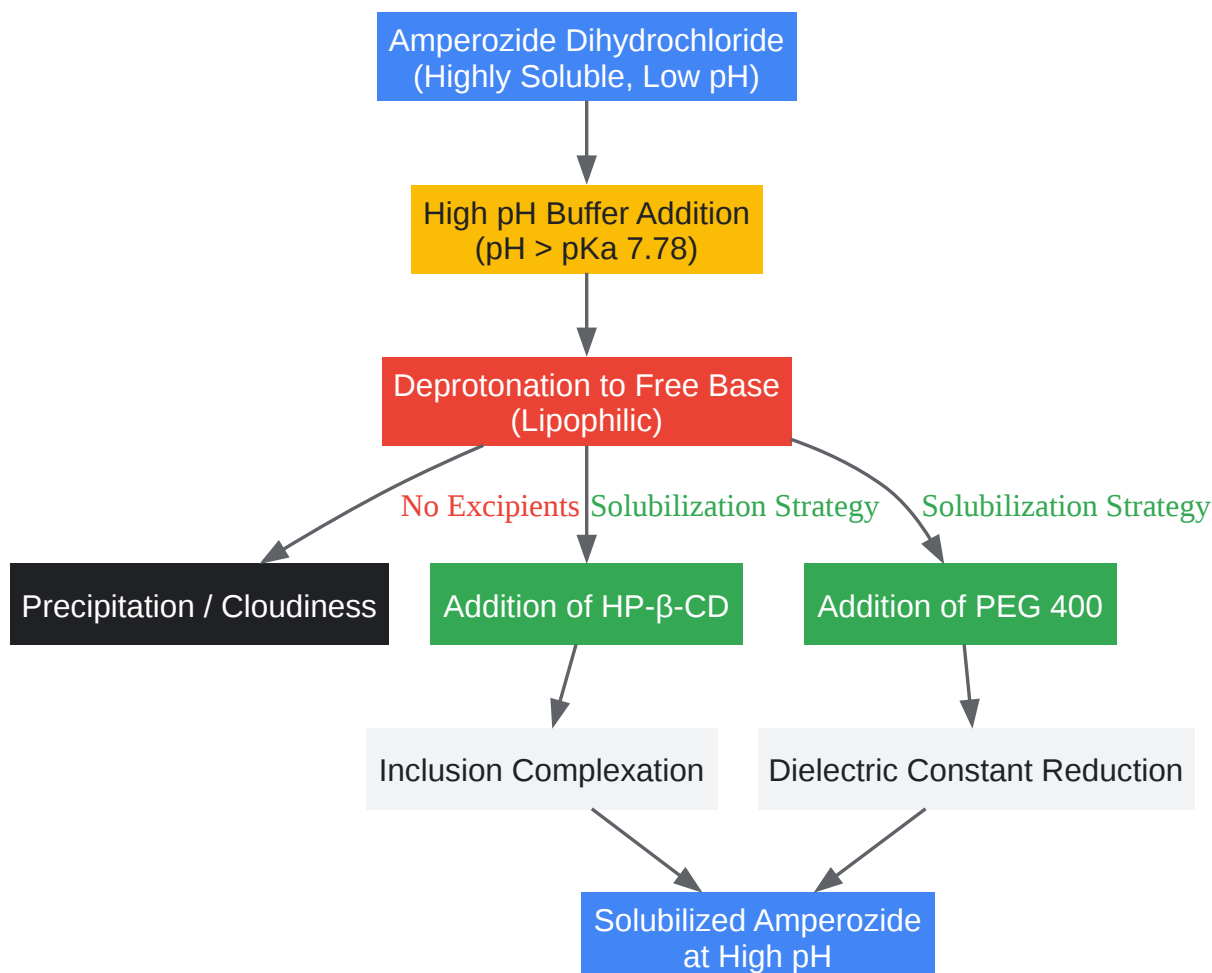 Amperozide Dihydrochloride
(Highly Soluble, Low pH)
High pH Buffer Addition
(pH > pKa 7.78)
Deprotonation to Free Base
(Lipophilic)
No Excipients
Solubilization Strategy
Solubilization Strategy
Precipitation / Cloudiness
Addition of HP-β-CD
Addition of PEG 400
Inclusion Complexation
Dielectric Constant Reduction
Solubilized Amperozide
at High pH